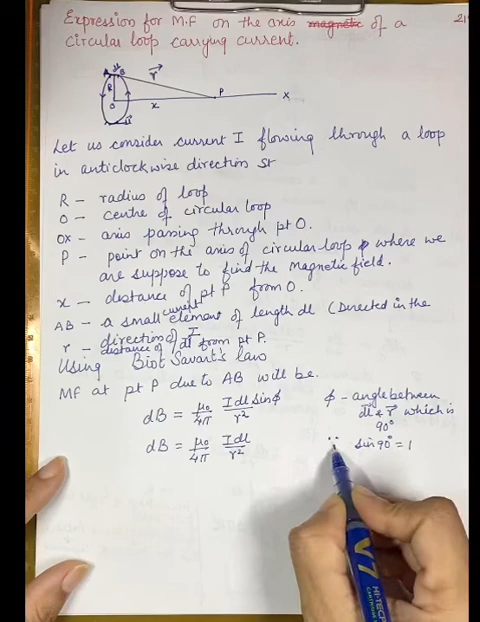 Expression for M.F on the axis magnetic of a
circular loop carrying current.
21
A dl B
r
R
O
x
P
X
dl
Let us consider current I flowing through a loop
in anticlockwise direction st
R - radius of loop
O - centre of circular loop
OX - axis passing through pt O.
P - point on the axis of circular loop where we
are suppose to find the magnetic field.
x - distance of pt P from O.
AB - a small current element of length dl (Directed in the
direction of I
r - distance of dl from pt P.
Using Biot Savart's law
MF at pt P due to AB will be.
dB = μ₀/4π Idl sinϕ/r²
ϕ - angle between
dl & r which is
90°
dB = μ₀/4π Idl/r²
∵ sin 90° = 1
V7
HI-TECH